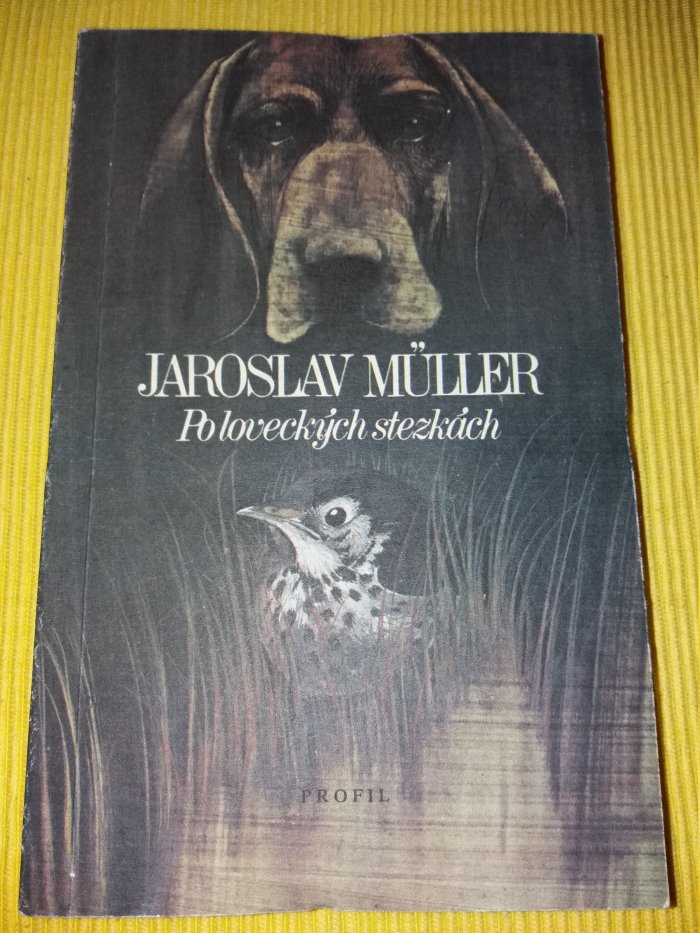 JAROSLAV MÜLLER
Po loveckých stezkách
PROFIL